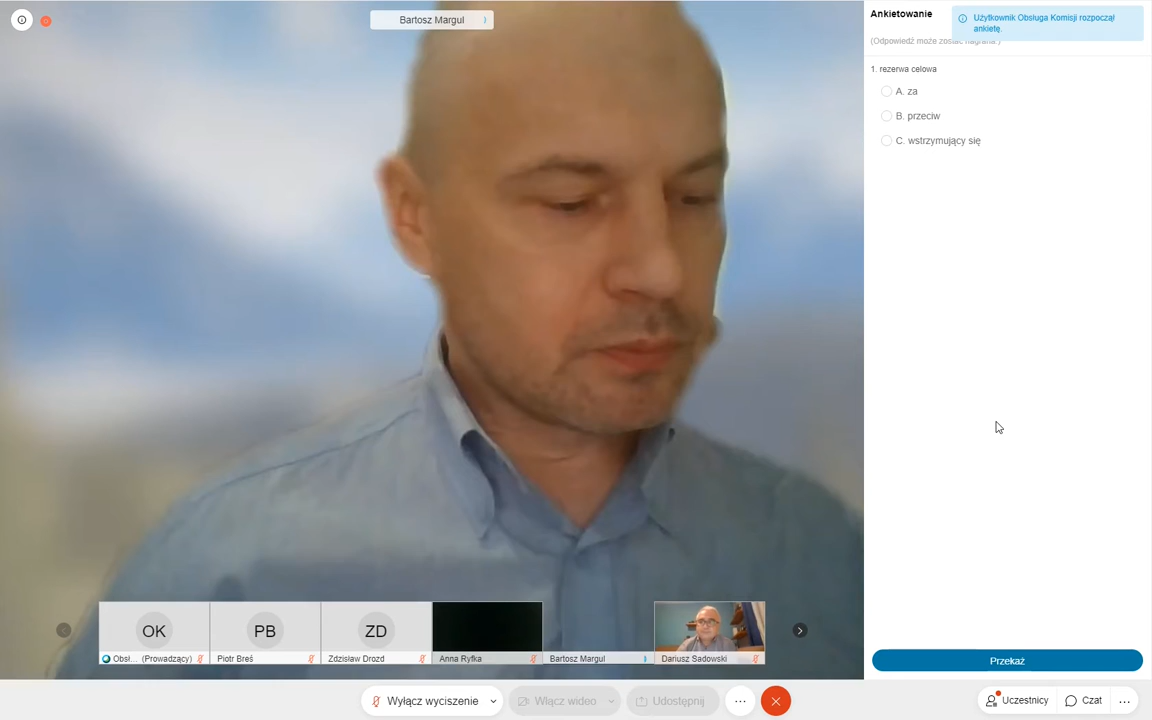 Bartosz Margul
Ankietowanie
Użytkownik Obsługa Komisji rozpoczął
ankietę.
(Odpowiedź może zostać nagrana.)
1. rezerwa celowa
A. za
B. przeciw
C. wstrzymujący się
OK
PB
ZD
Obsł... (Prowadzący)
Piotr Breś
Zdzisław Drozd
Anna Ryfka
Bartosz Margul
Dariusz Sadowski
Przekaż
Wyłącz wyciszenie
Włącz wideo
Udostępnij
Uczestnicy
Czat